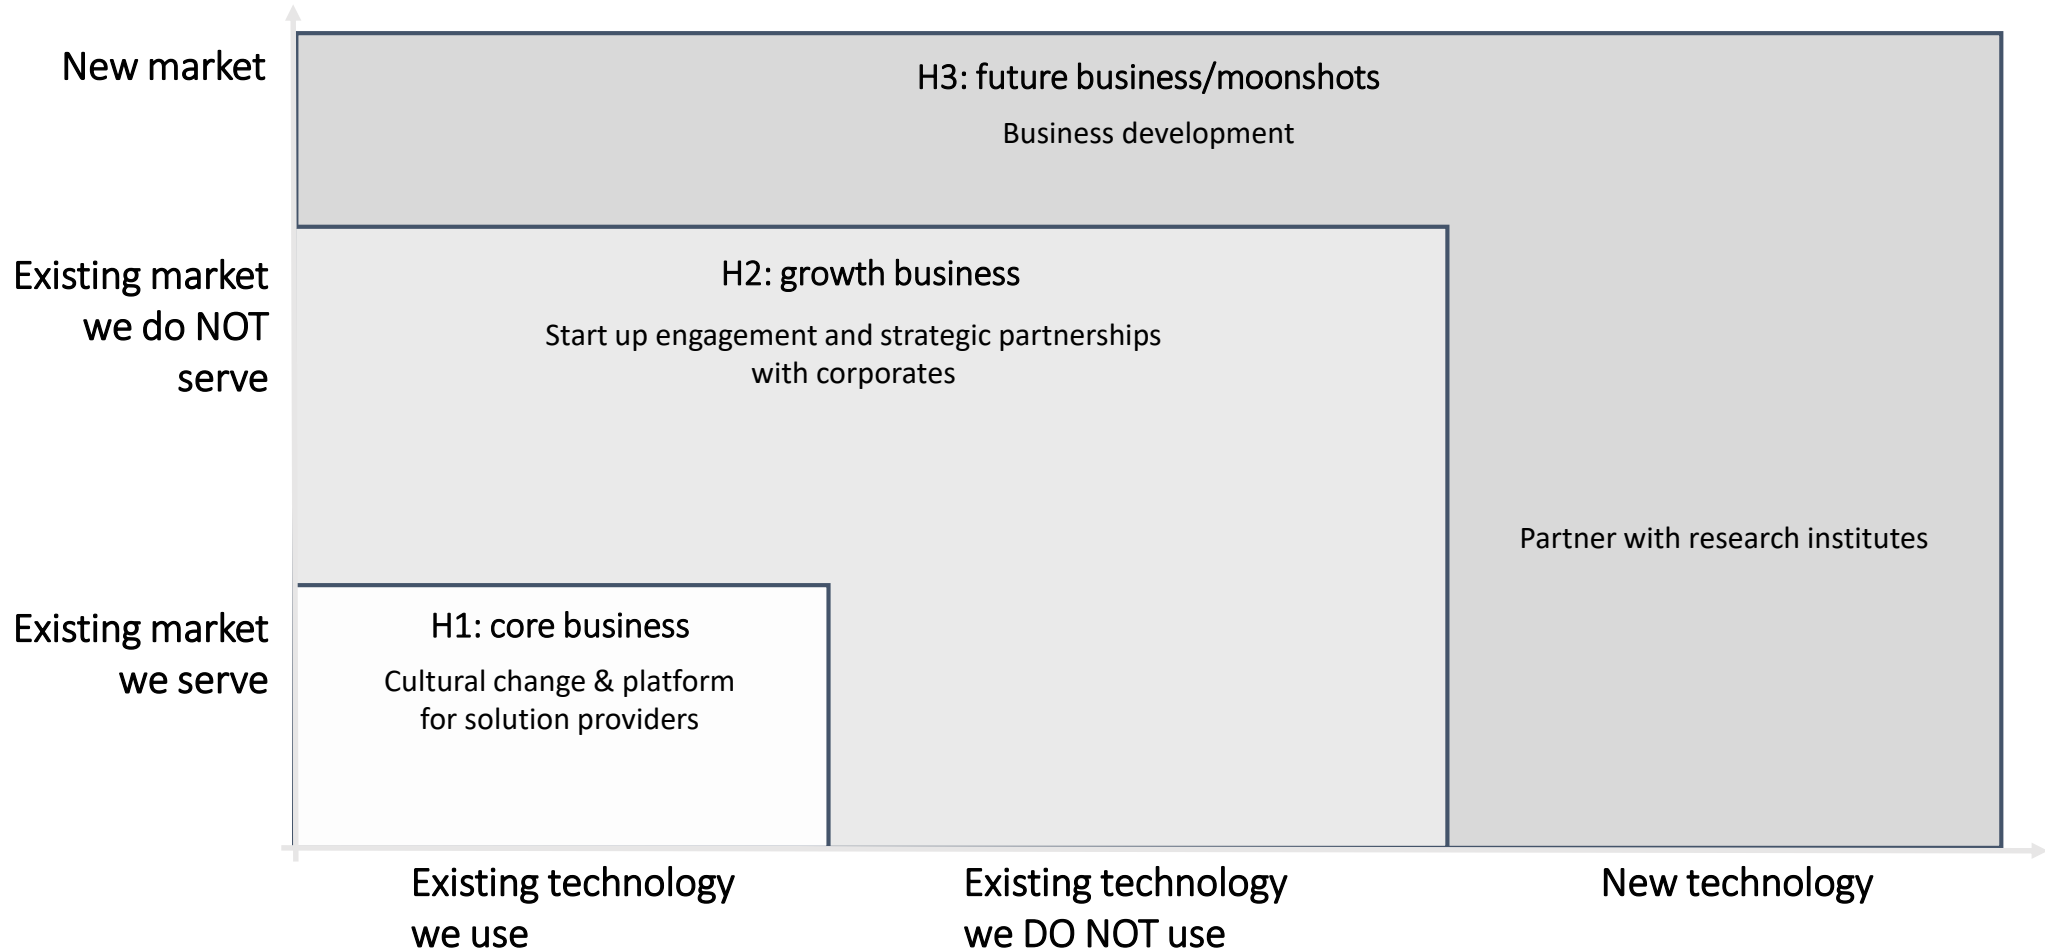 New market
H3: future business/moonshots
Business development
Existing market
we do NOT
serve
H2: growth business
Start up engagement and strategic partnerships
with corporates
Partner with research institutes
Existing market
we serve
H1: core business
Cultural change & platform
for solution providers
Existing technology
we use
Existing technology
we DO NOT use
New technology